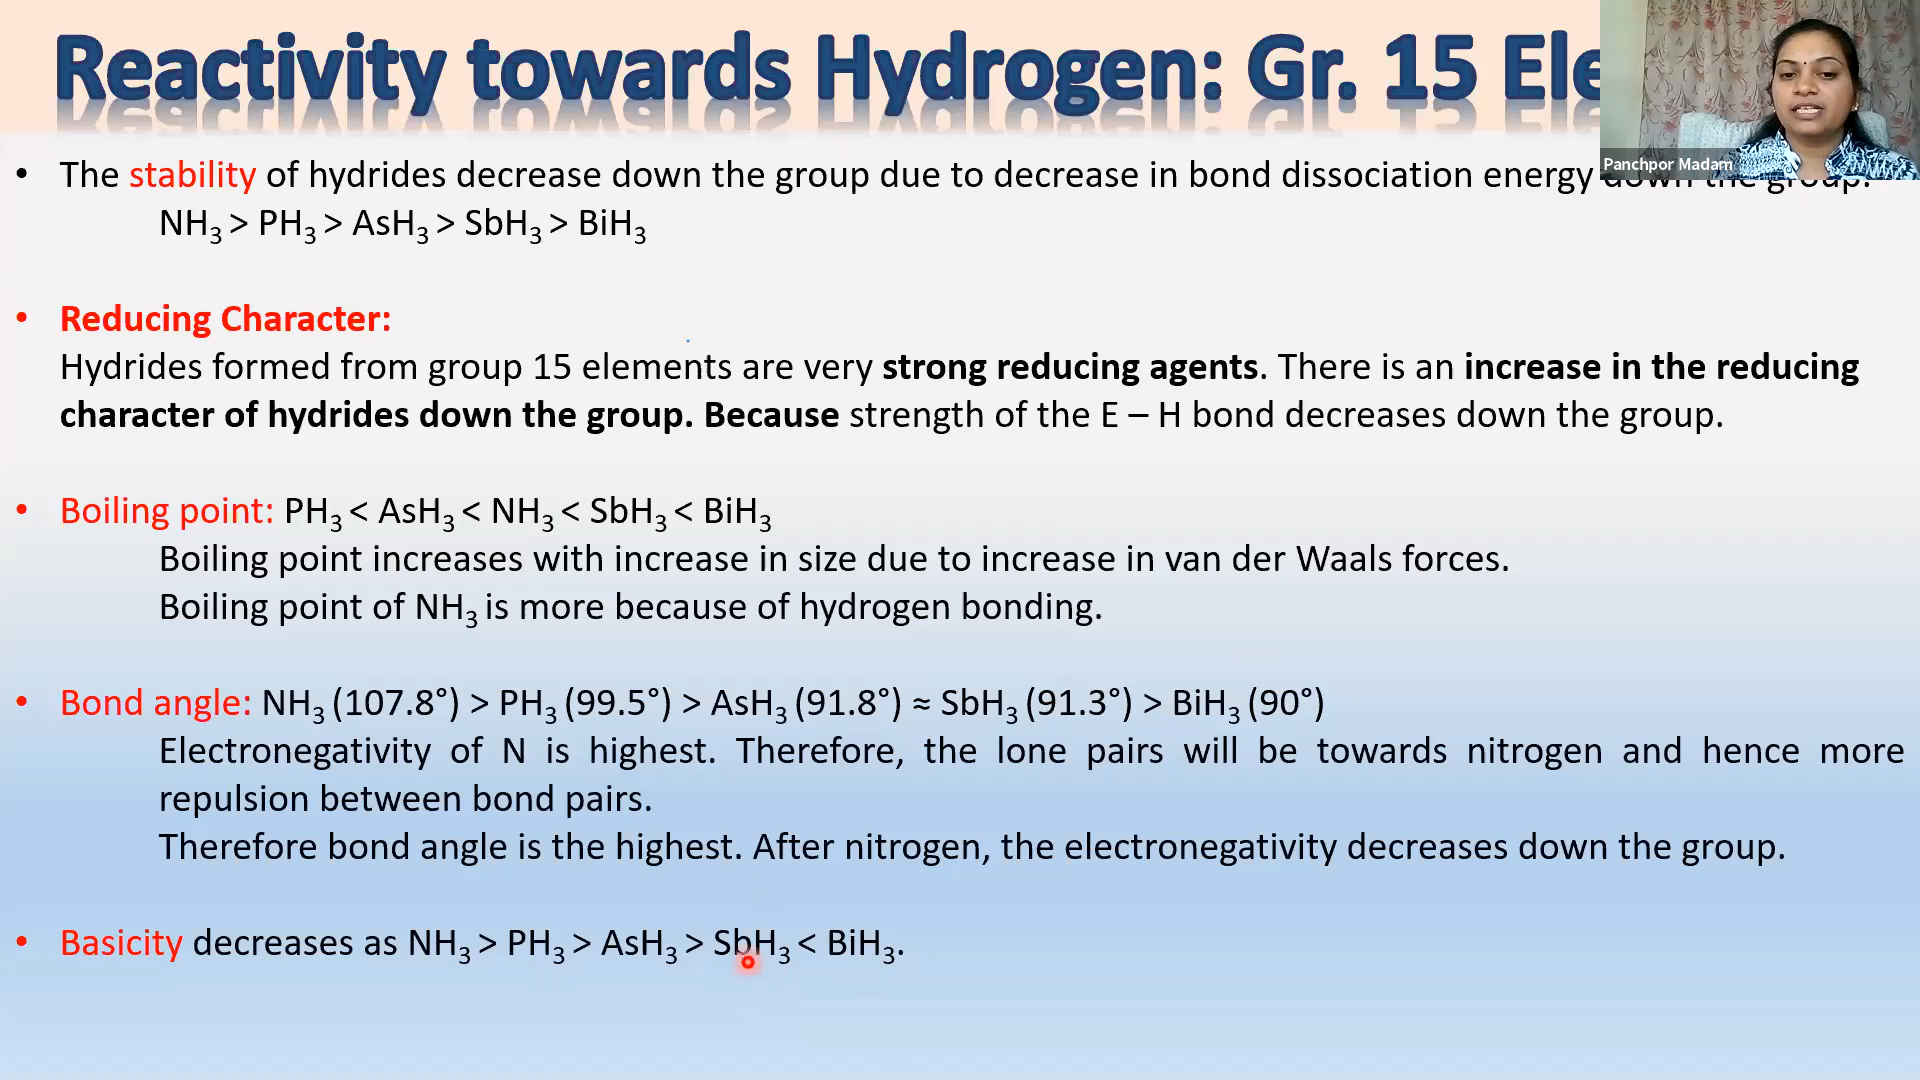 Reactivity towards Hydrogen: Gr. 15 Ele
Panchpor Madam
• The stability of hydrides decrease down the group due to decrease in bond dissociation energy down the group.
NH₃ > PH₃ > AsH₃ > SbH₃ > BiH₃
• Reducing Character:
Hydrides formed from group 15 elements are very strong reducing agents. There is an increase in the reducing
character of hydrides down the group. Because strength of the E – H bond decreases down the group.
• Boiling point: PH₃ < AsH₃ < NH₃ < SbH₃ < BiH₃
Boiling point increases with increase in size due to increase in van der Waals forces.
Boiling point of NH₃ is more because of hydrogen bonding.
• Bond angle: NH₃ (107.8°) > PH₃ (99.5°) > AsH₃ (91.8°) ≈ SbH₃ (91.3°) > BiH₃ (90°)
Electronegativity of N is highest. Therefore, the lone pairs will be towards nitrogen and hence more
repulsion between bond pairs.
Therefore bond angle is the highest. After nitrogen, the electronegativity decreases down the group.
• Basicity decreases as NH₃ > PH₃ > AsH₃ > SbH₃ < BiH₃.